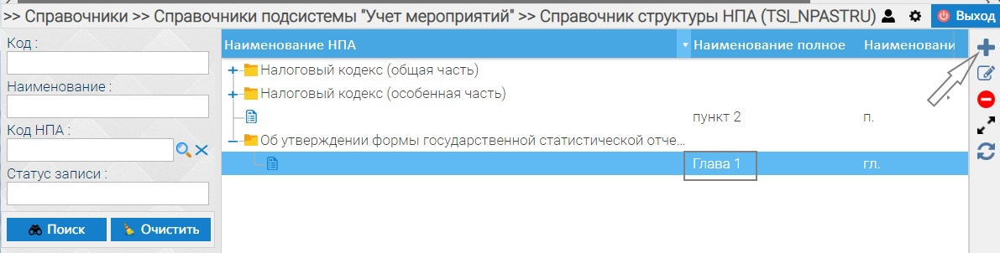 >> Справочники >> Справочники подсистемы "Учет мероприятий" >> Справочник структуры НПА (TSI_NPASTRU) Выход
Код :
Наименование :
Код НПА :
Статус записи :
Поиск Очистить
Наименование НПА Наименование полное Наименовани
Налоговый кодекс (общая часть)
Налоговый кодекс (особенная часть)
пункт 2 п.
Об утверждении формы государственной статистической отче...
Глава 1 гл.